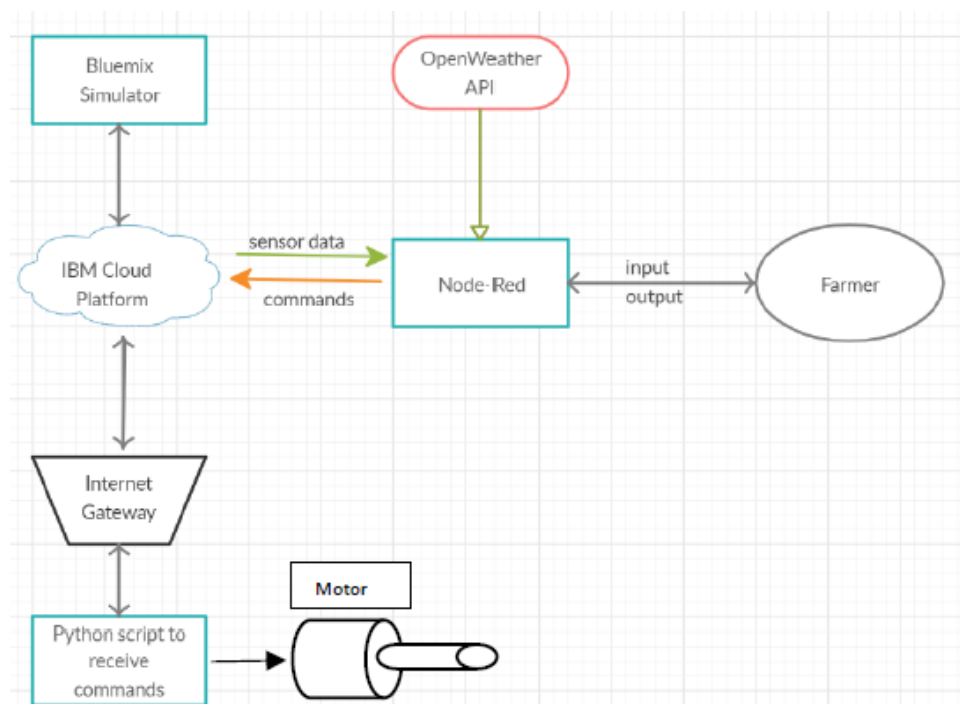 Bluemix
Simulator
OpenWeather
API
sensor data
IBM Cloud
Platform
commands
Node-Red
input
output
Farmer
Internet
Gateway
Motor
Python script to
receive
commands